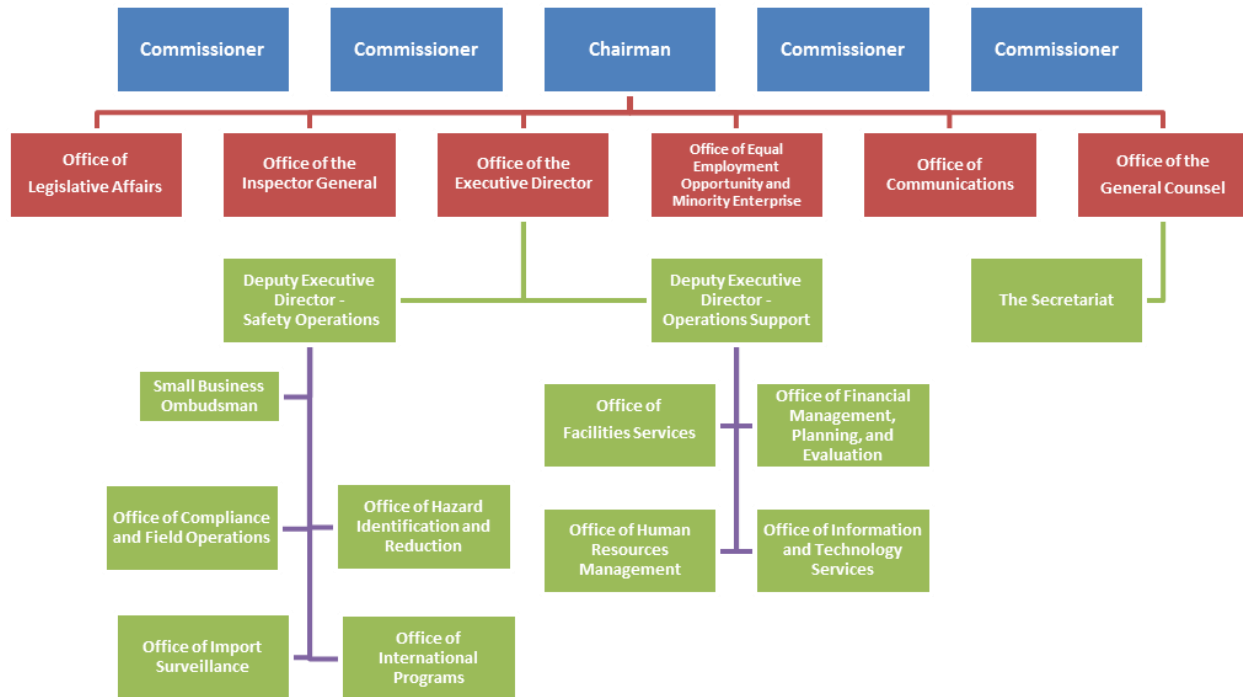 Commissioner
Commissioner
Chairman
Commissioner
Commissioner
Office of
Legislative Affairs
Office of the
Inspector General
Office of the
Executive Director
Office of Equal
Employment
Opportunity and
Minority Enterprise
Office of
Communications
Office of the
General Counsel
Deputy Executive
Director -
Safety Operations
Deputy Executive
Director -
Operations Support
The Secretariat
Small Business
Ombudsman
Office of
Facilities Services
Office of Financial
Management,
Planning, and
Evaluation
Office of Compliance
and Field Operations
Office of Hazard
Identification and
Reduction
Office of Human
Resources
Management
Office of Information
and Technology
Services
Office of Import
Surveillance
Office of
International
Programs